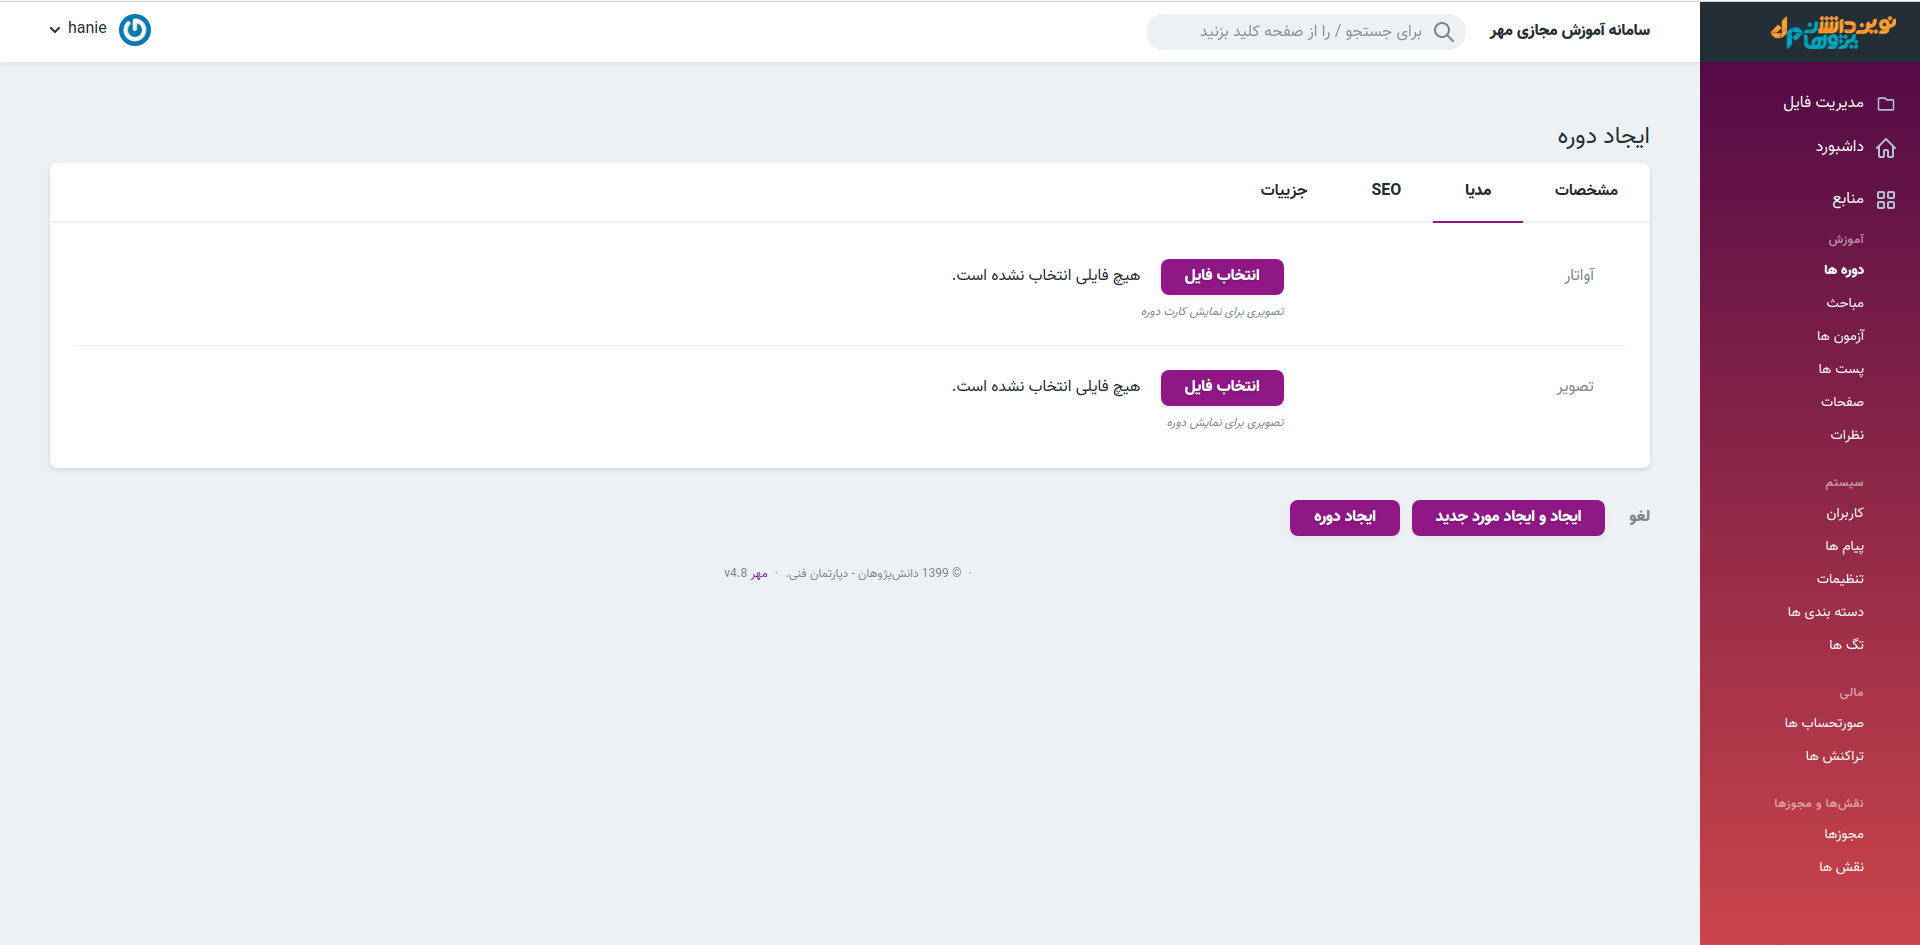 نوین دانش پژوهان
مدیریت فایل
داشبورد
منابع
آموزش
دوره ها
مباحث
آزمون ها
پست ها
صفحات
نظرات
سیستم
کاربران
پیام ها
تنظیمات
دسته بندی ها
تگ ها
مالی
صورتحساب ها
تراکنش ها
نقش‌ها و مجوزها
مجوزها
نقش ها
سامانه آموزش مجازی مهر
برای جستجو / را از صفحه کلید بزنید
hanie
ایجاد دوره
مشخصات
مدیا
SEO
جزییات
آواتار
انتخاب فایل هیچ فایلی انتخاب نشده است.
تصویری برای نمایش کارت دوره
تصویر
انتخاب فایل هیچ فایلی انتخاب نشده است.
تصویری برای نمایش دوره
لغو
ایجاد و ایجاد مورد جدید
ایجاد دوره
· © 1399 دانش‌پژوهان - دپارتمان فنی. · مهر v4.8